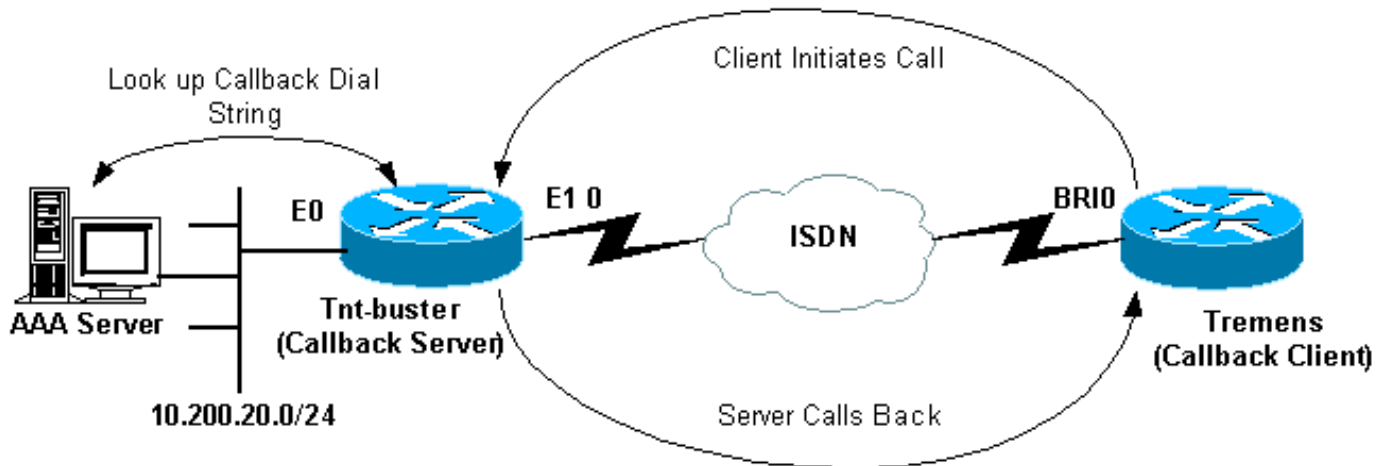 Client Initiates Call
Look up Callback Dial
String
E0
E1 0
BRI0
ISDN
AAA Server
Tnt-buster
(Callback Server)
Tremens
(Callback Client)
10.200.20.0/24
Server Calls Back